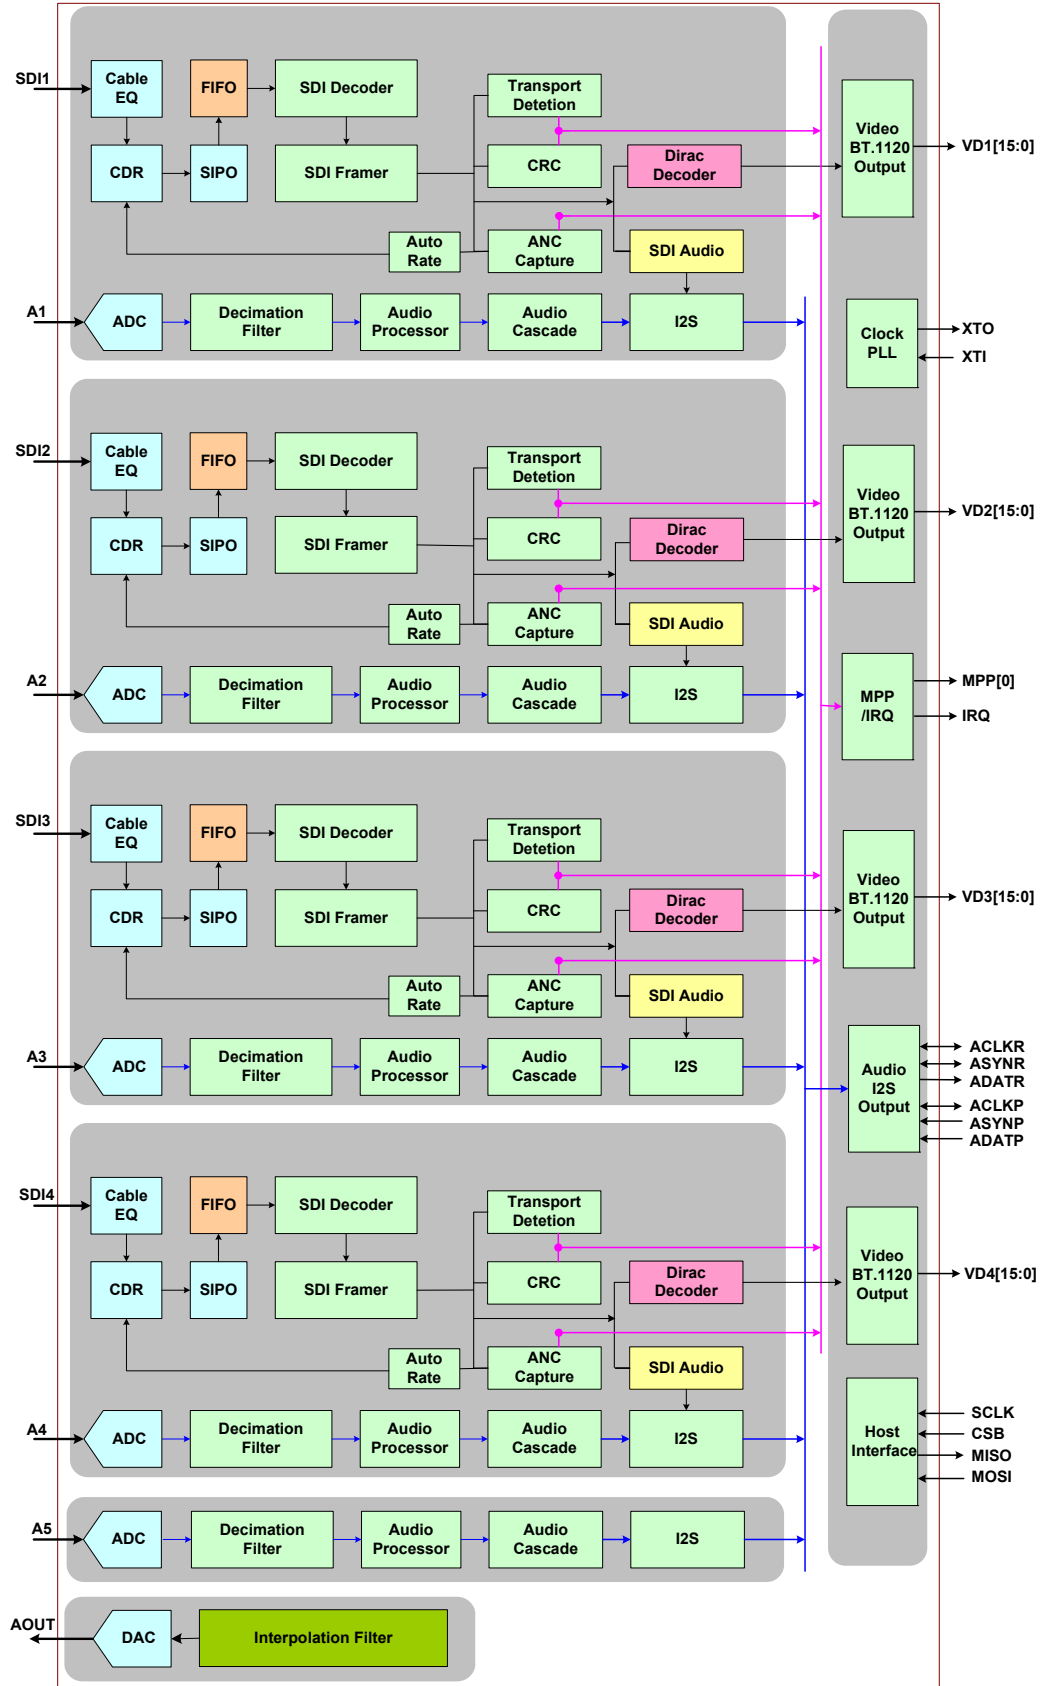 SDI1
Cable
EQ
FIFO
SDI Decoder
Transport
Detetion
Video
BT.1120
Output
VD1[15:0]
CDR
SIPO
SDI Framer
CRC
Dirac
Decoder
Auto
Rate
ANC
Capture
SDI Audio
A1
ADC
Decimation
Filter
Audio
Processor
Audio
Cascade
I2S
Clock
PLL
XTO
XTI
SDI2
Cable
EQ
FIFO
SDI Decoder
Transport
Detetion
Video
BT.1120
Output
VD2[15:0]
CDR
SIPO
SDI Framer
CRC
Dirac
Decoder
Auto
Rate
ANC
Capture
SDI Audio
A2
ADC
Decimation
Filter
Audio
Processor
Audio
Cascade
I2S
MPP
/IRQ
MPP[0]
IRQ
SDI3
Cable
EQ
FIFO
SDI Decoder
Transport
Detetion
Video
BT.1120
Output
VD3[15:0]
CDR
SIPO
SDI Framer
CRC
Dirac
Decoder
Auto
Rate
ANC
Capture
SDI Audio
A3
ADC
Decimation
Filter
Audio
Processor
Audio
Cascade
I2S
Audio
I2S
Output
ACLKR
ASYNR
ADATR
ACLKP
ASYNP
ADATP
SDI4
Cable
EQ
FIFO
SDI Decoder
Transport
Detetion
Video
BT.1120
Output
VD4[15:0]
CDR
SIPO
SDI Framer
CRC
Dirac
Decoder
Auto
Rate
ANC
Capture
SDI Audio
A4
ADC
Decimation
Filter
Audio
Processor
Audio
Cascade
I2S
Host
Interface
SCLK
CSB
MISO
MOSI
A5
ADC
Decimation
Filter
Audio
Processor
Audio
Cascade
I2S
AOUT
DAC
Interpolation Filter